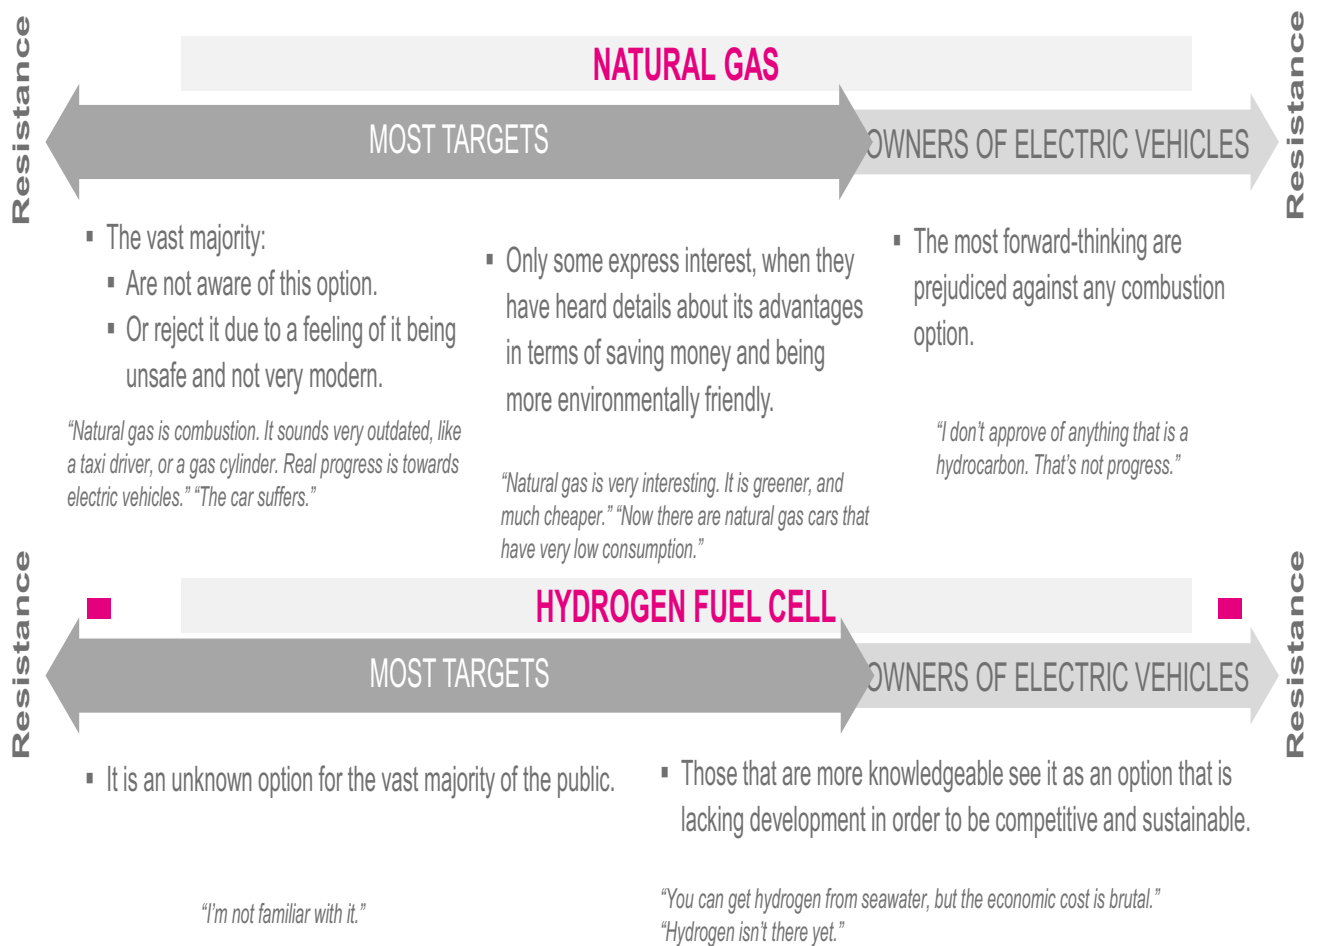 Resistance
Resistance
NATURAL GAS
MOST TARGETS
OWNERS OF ELECTRIC VEHICLES
▪ The vast majority:
▪ Are not aware of this option.
▪ Or reject it due to a feeling of it being
unsafe and not very modern.
“Natural gas is combustion. It sounds very outdated, like
a taxi driver, or a gas cylinder. Real progress is towards
electric vehicles.” “The car suffers.”
▪ Only some express interest, when they
have heard details about its advantages
in terms of saving money and being
more environmentally friendly.
“Natural gas is very interesting. It is greener, and
much cheaper.” “Now there are natural gas cars that
have very low consumption.”
▪ The most forward-thinking are
prejudiced against any combustion
option.
“I don’t approve of anything that is a
hydrocarbon. That’s not progress.”
Resistance
Resistance
HYDROGEN FUEL CELL
MOST TARGETS
OWNERS OF ELECTRIC VEHICLES
▪ It is an unknown option for the vast majority of the public.
“I’m not familiar with it.”
▪ Those that are more knowledgeable see it as an option that is
lacking development in order to be competitive and sustainable.
“You can get hydrogen from seawater, but the economic cost is brutal.”
“Hydrogen isn’t there yet.”